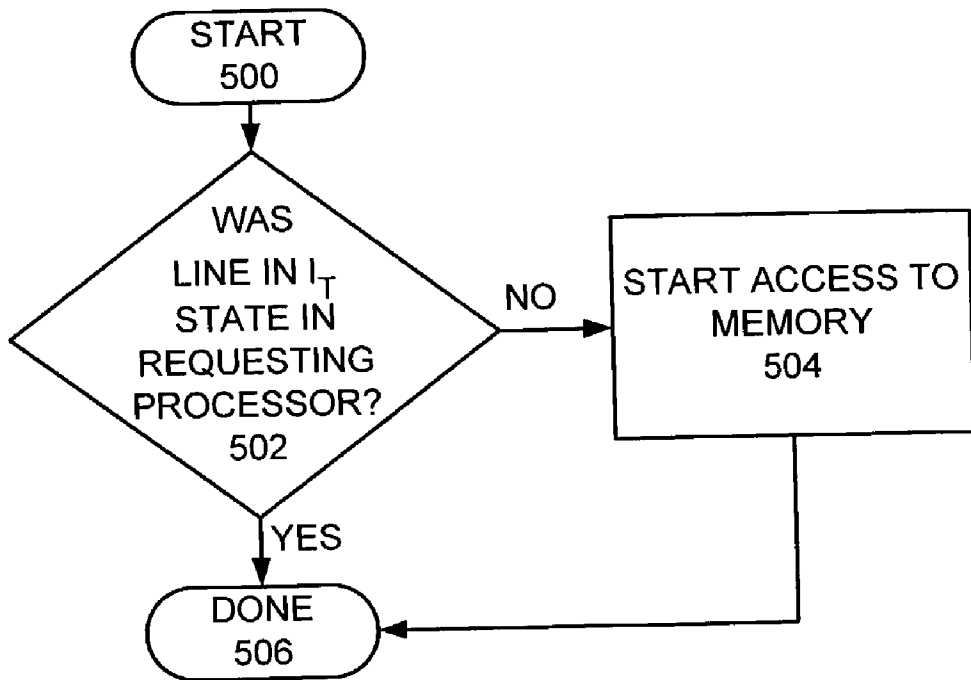 START
500
WAS
LINE IN I_T
STATE IN
REQUESTING
PROCESSOR?
502
NO
START ACCESS TO
MEMORY
504
YES
DONE
506